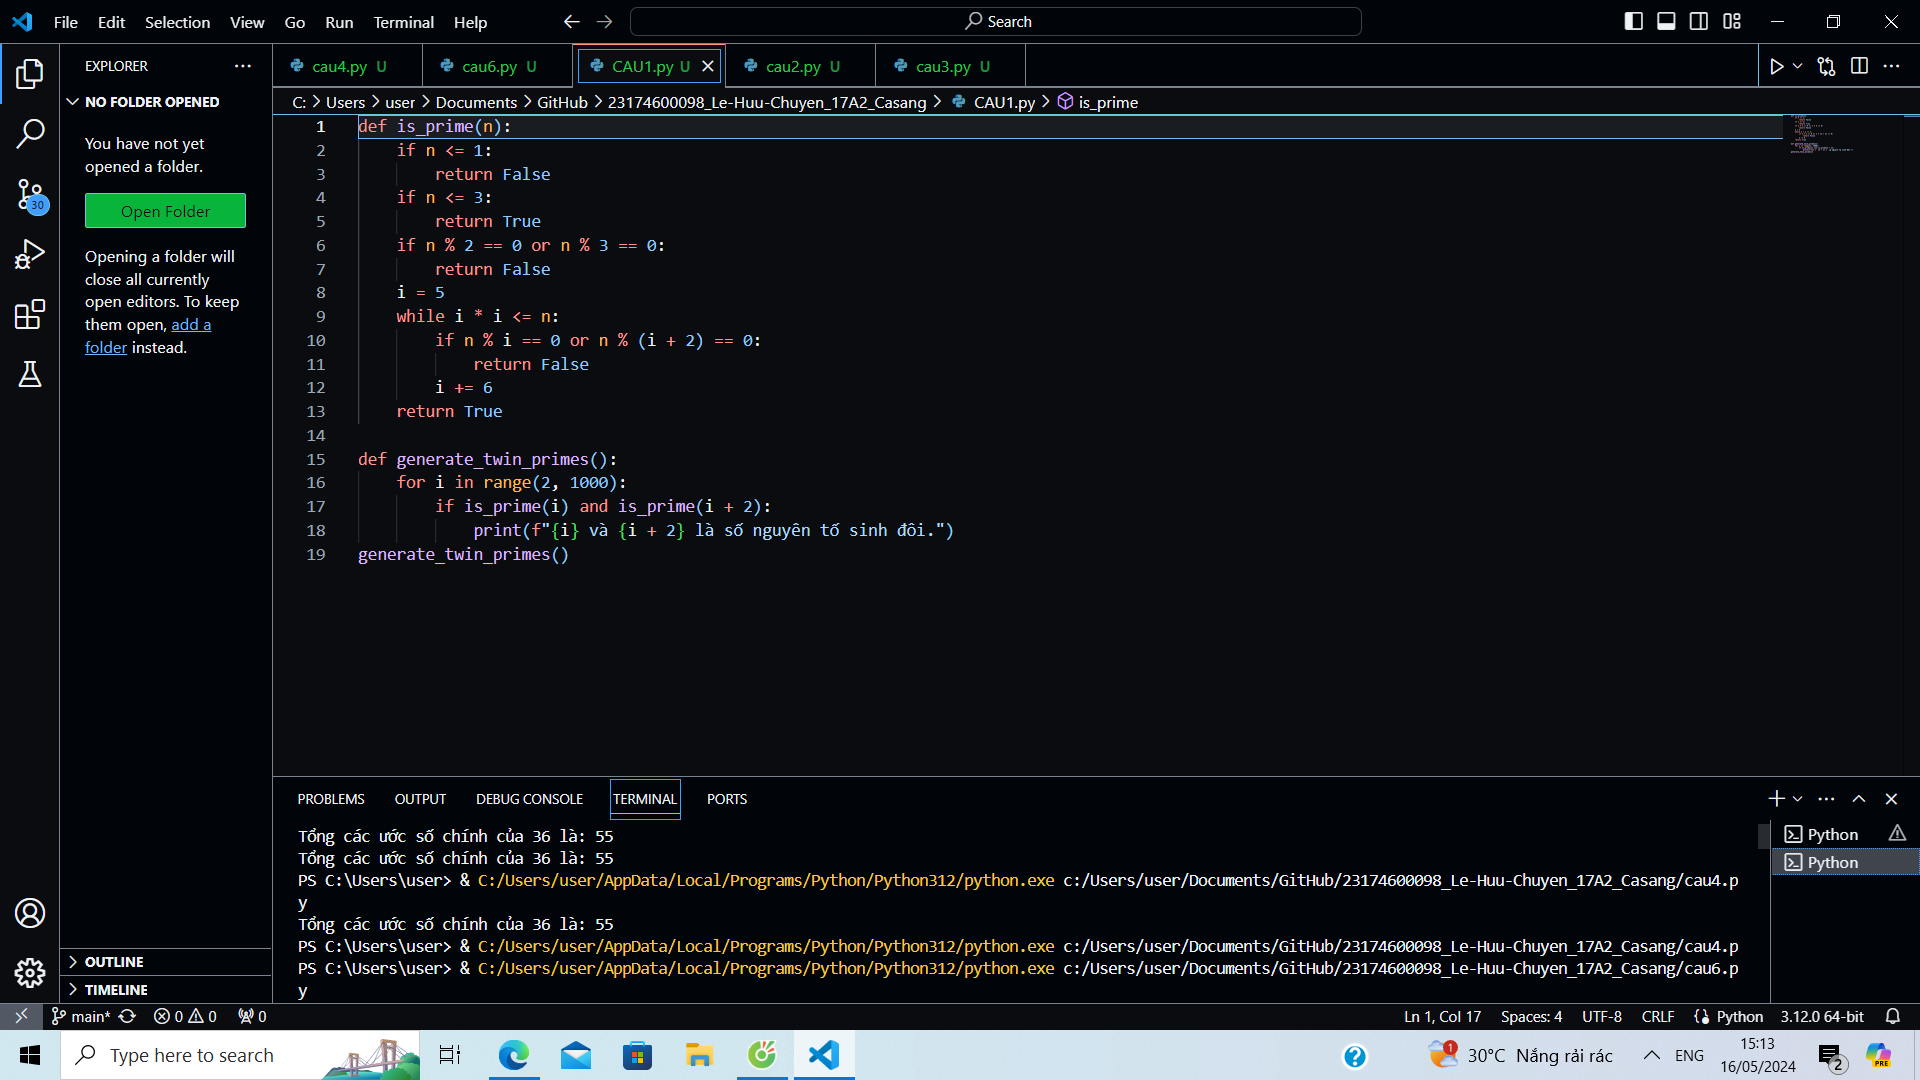 File Edit Selection View Go Run Terminal Help
Search
EXPLORER
NO FOLDER OPENED
You have not yet
opened a folder.
Open Folder
Opening a folder will
close all currently
open editors. To keep
them open, add a
folder instead.
30
OUTLINE
TIMELINE
cau4.py U cau6.py U CAU1.py U cau2.py U cau3.py U
C: > Users > user > Documents > GitHub > 23174600098_Le-Huu-Chuyen_17A2_Casang > CAU1.py > is_prime
1 def is_prime(n):
2     if n <= 1:
3         return False
4     if n <= 3:
5         return True
6     if n % 2 == 0 or n % 3 == 0:
7         return False
8     i = 5
9     while i * i <= n:
10         if n % i == 0 or n % (i + 2) == 0:
11             return False
12         i += 6
13     return True
14
15 def generate_twin_primes():
16     for i in range(2, 1000):
17         if is_prime(i) and is_prime(i + 2):
18             print(f"{i} và {i + 2} là số nguyên tố sinh đôi.")
19 generate_twin_primes()
PROBLEMS OUTPUT DEBUG CONSOLE TERMINAL PORTS
Tổng các ước số chính của 36 là: 55
Tổng các ước số chính của 36 là: 55
PS C:\Users\user> & C:/Users/user/AppData/Local/Programs/Python/Python312/python.exe c:/Users/user/Documents/GitHub/23174600098_Le-Huu-Chuyen_17A2_Casang/cau4.p
y
Tổng các ước số chính của 36 là: 55
PS C:\Users\user> & C:/Users/user/AppData/Local/Programs/Python/Python312/python.exe c:/Users/user/Documents/GitHub/23174600098_Le-Huu-Chuyen_17A2_Casang/cau4.p
PS C:\Users\user> & C:/Users/user/AppData/Local/Programs/Python/Python312/python.exe c:/Users/user/Documents/GitHub/23174600098_Le-Huu-Chuyen_17A2_Casang/cau6.p
y
Python
Python
main* 0 0 0 Ln 1, Col 17 Spaces: 4 UTF-8 CRLF Python 3.12.0 64-bit
Type here to search
1 30°C Nắng rải rác ENG
15:13
16/05/2024
2
PRE